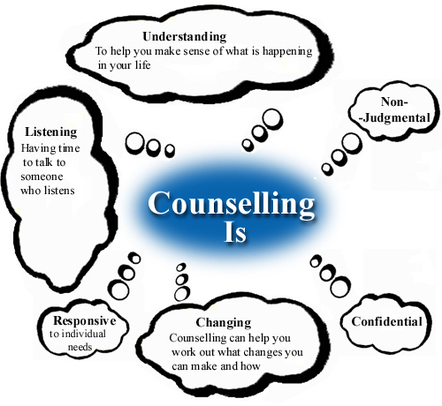 Understanding
To help you make sense of what is happening
in your life
Non-
-Judgmental
Listening
Having time
to talk to
someone
who listens
Counselling
Is
Responsive
to individual
needs
Changing
Counselling can help you
work out what changes you
can make and how
Confidential